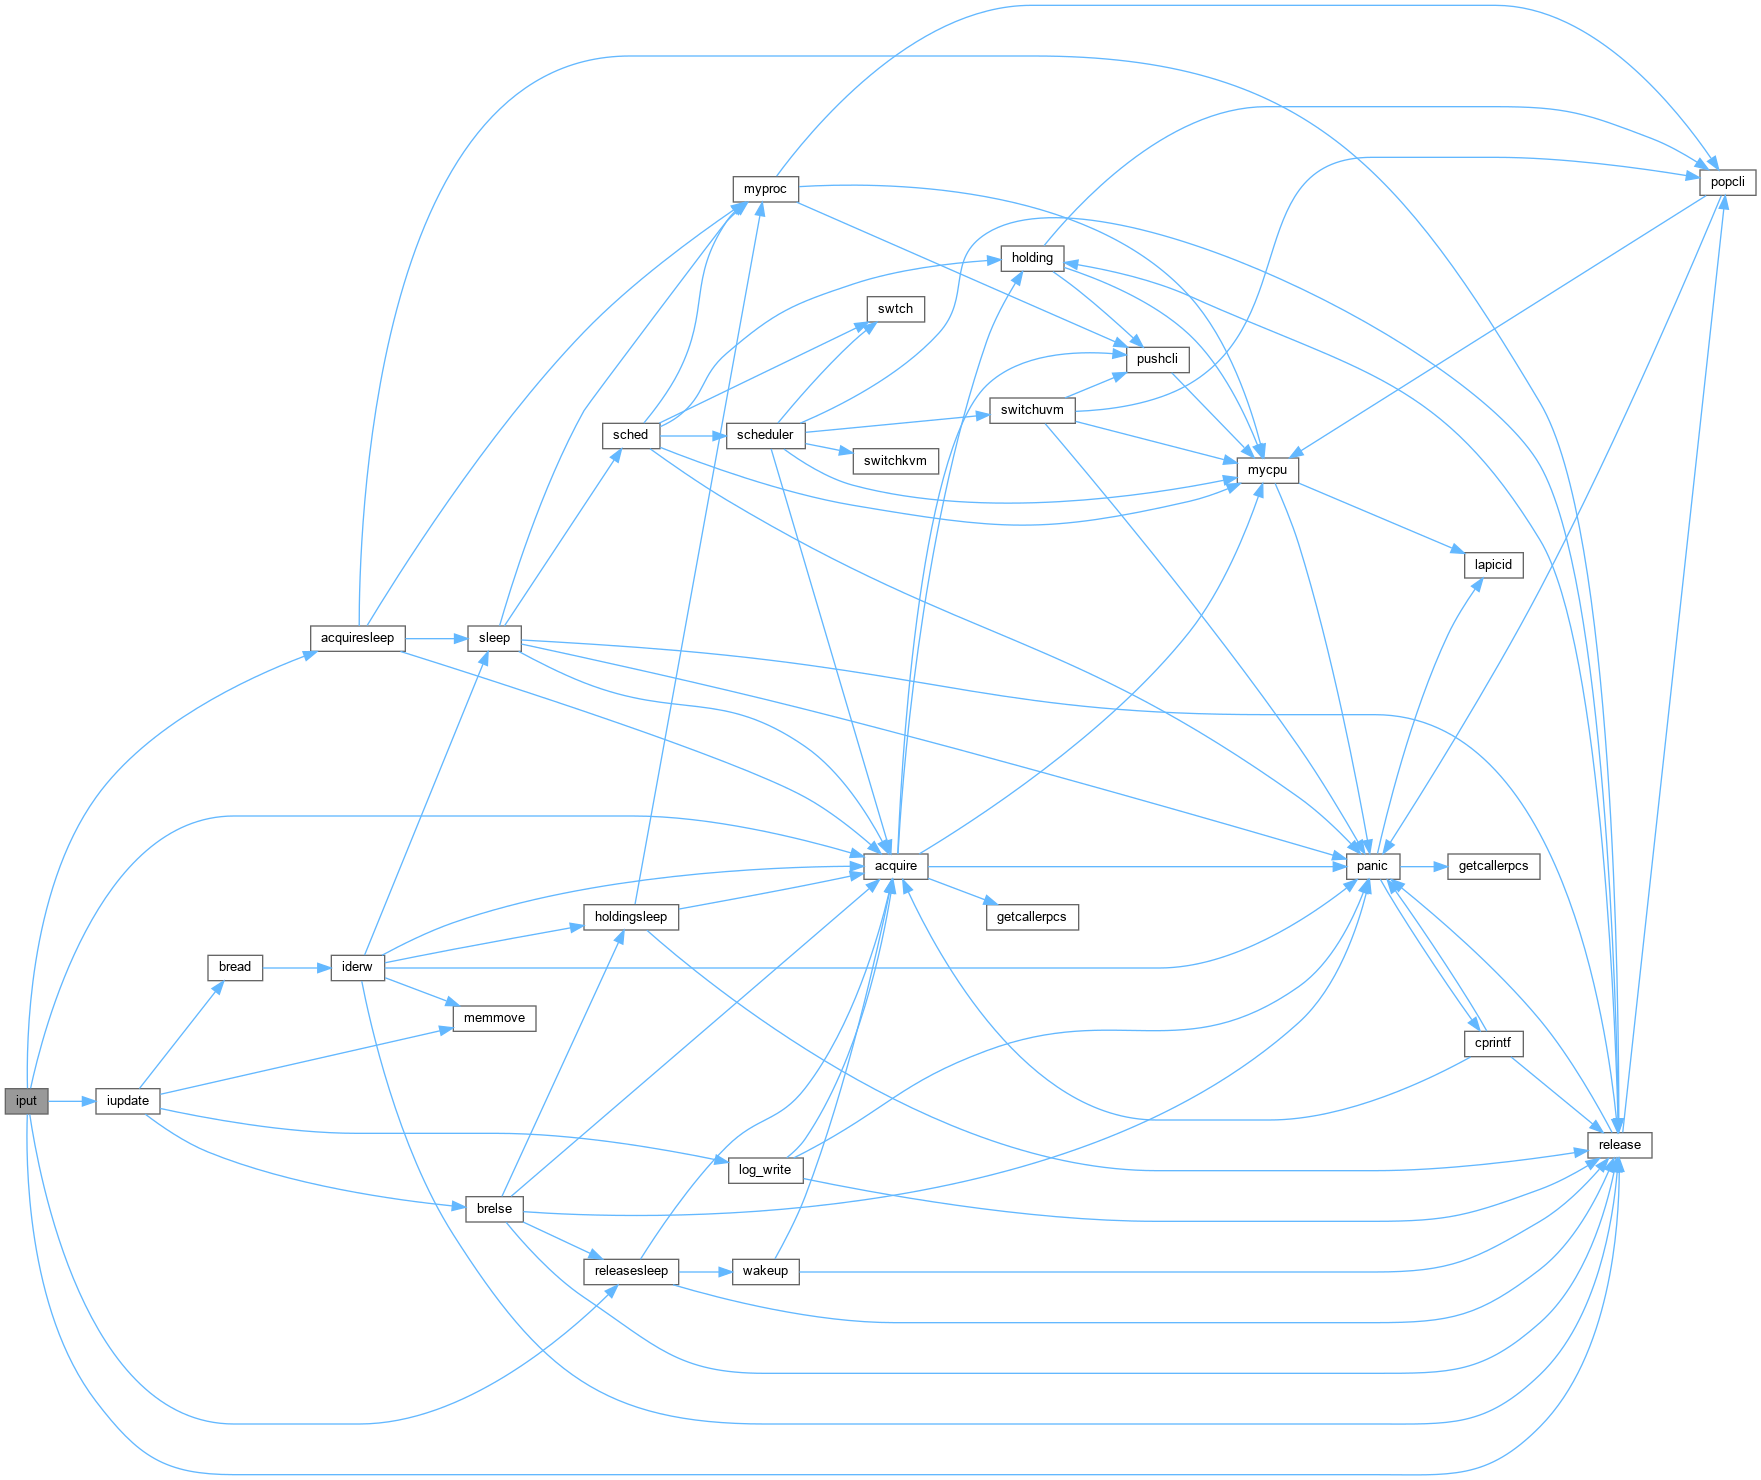 popcli
myproc
holding
swtch
pushcli
switchuvm
sched
scheduler
switchkvm
mycpu
lapicid
acquiresleep
sleep
acquire
panic
getcallerpcs
holdingsleep
getcallerpcs
bread
iderw
memmove
cprintf
iput
iupdate
release
log_write
brelse
releasesleep
wakeup